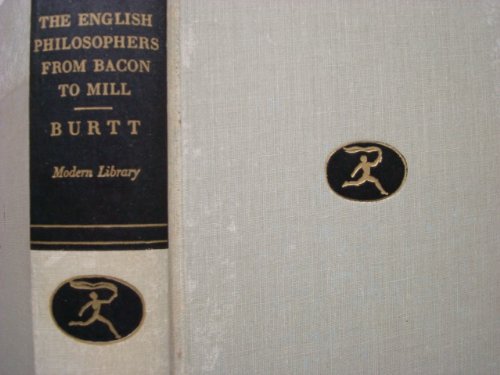 THE ENGLISH
PHILOSOPHERS
FROM BACON
TO MILL
BURTT
Modern Library